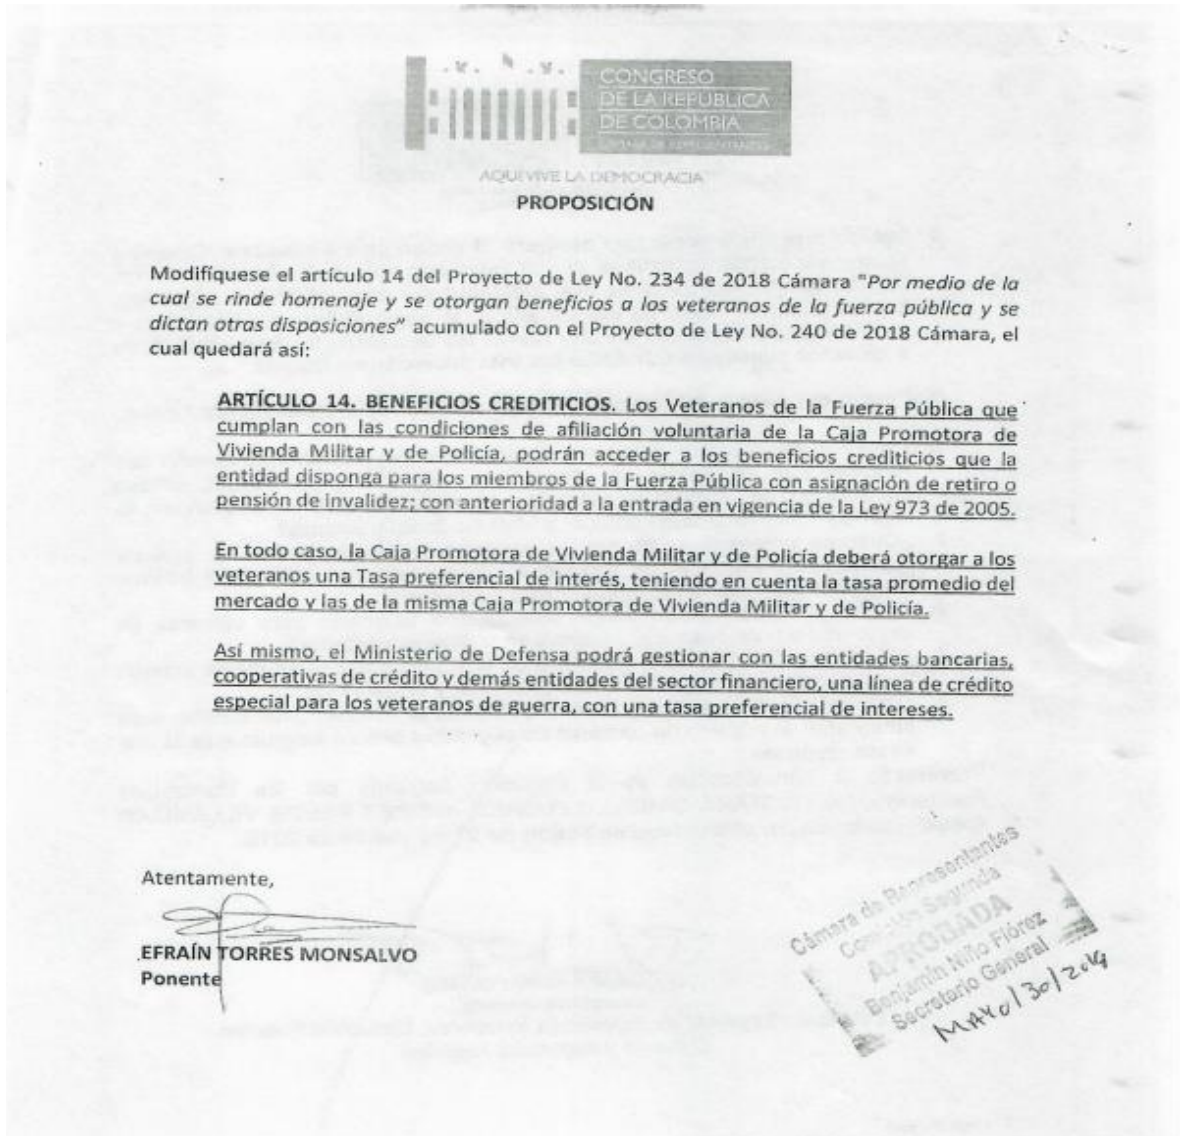 CONGRESO
DE LA REPÚBLICA
DE COLOMBIA
CÁMARA DE REPRESENTANTES
AQUÍ VIVE LA DEMOCRACIA
PROPOSICIÓN
Modifíquese el artículo 14 del Proyecto de Ley No. 234 de 2018 Cámara "Por medio de la
cual se rinde homenaje y se otorgan beneficios a los veteranos de la fuerza pública y se
dictan otras disposiciones" acumulado con el Proyecto de Ley No. 240 de 2018 Cámara, el
cual quedará así:
ARTÍCULO 14. BENEFICIOS CREDITICIOS. Los Veteranos de la Fuerza Pública que
cumplan con las condiciones de afiliación voluntaria de la Caja Promotora de
Vivienda Militar y de Policía, podrán acceder a los beneficios crediticios que la
entidad disponga para los miembros de la Fuerza Pública con asignación de retiro o
pensión de invalidez; con anterioridad a la entrada en vigencia de la Ley 973 de 2005.
En todo caso, la Caja Promotora de Vivienda Militar y de Policía deberá otorgar a los
veteranos una Tasa preferencial de interés, teniendo en cuenta la tasa promedio del
mercado y las de la misma Caja Promotora de Vivienda Militar y de Policía.
Así mismo, el Ministerio de Defensa podrá gestionar con las entidades bancarias,
cooperativas de crédito y demás entidades del sector financiero, una línea de crédito
especial para los veteranos de guerra, con una tasa preferencial de intereses.
Atentamente,
EFRAÍN TORRES MONSALVO
Ponente
Cámara de Representantes
Comisión Segunda
APROBADA
Benjamín Niño Flórez
Secretario General
MAYO/30/2019